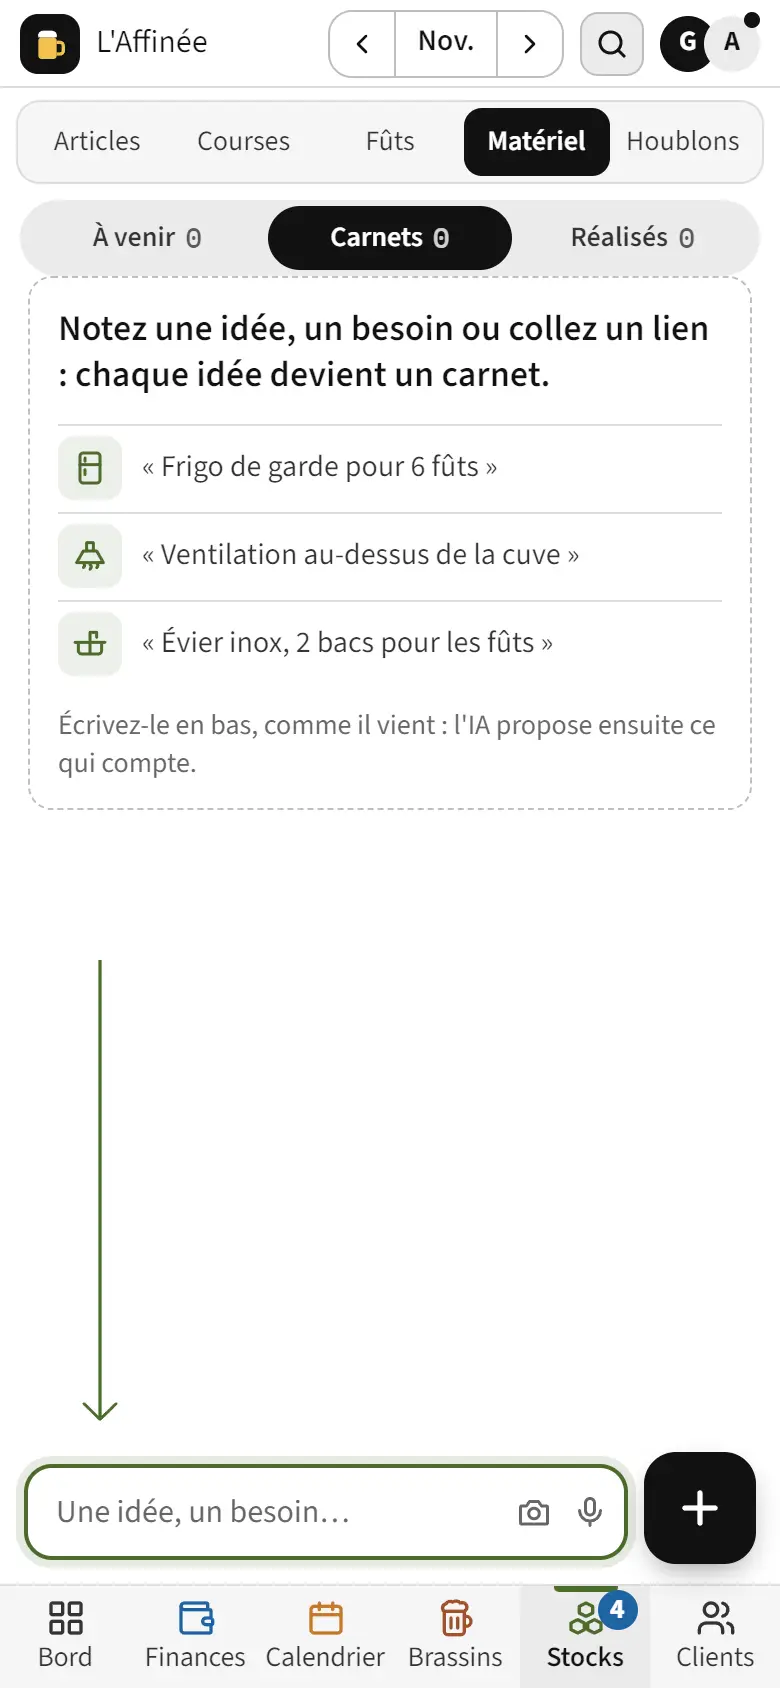 L'Affinée
Nov.
G
A
Articles
Courses
Fûts
Matériel
Houblons
À venir 0
Carnets 0
Réalisés 0
Notez une idée, un besoin ou collez un lien
: chaque idée devient un carnet.
« Frigo de garde pour 6 fûts »
« Ventilation au-dessus de la cuve »
« Évier inox, 2 bacs pour les fûts »
Écrivez-le en bas, comme il vient : l'IA propose ensuite ce
qui compte.
Une idée, un besoin...
4
Bord
Finances
Calendrier
Brassins
Stocks
Clients